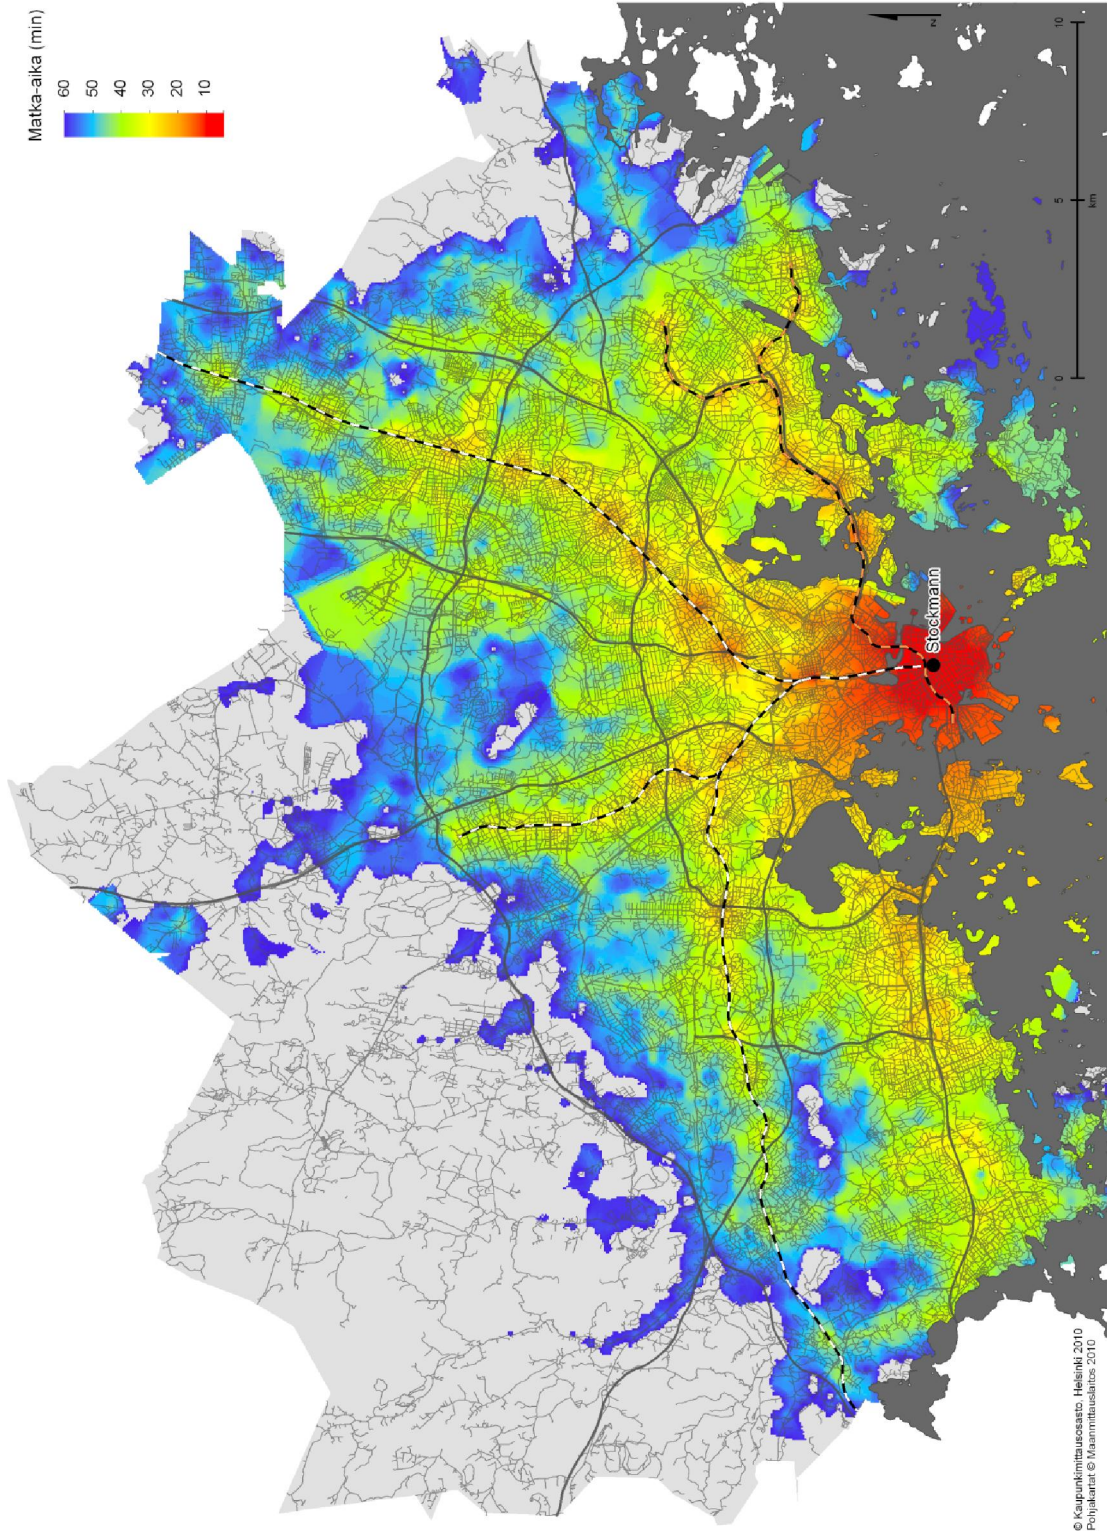 Matka-aika (min)
60
50
40
30
20
10
N
Stockmann
0
5
10
km
© Kaupunkimittausosasto, Helsinki 2010
Pohjakartat © Maanmittauslaitos 2010